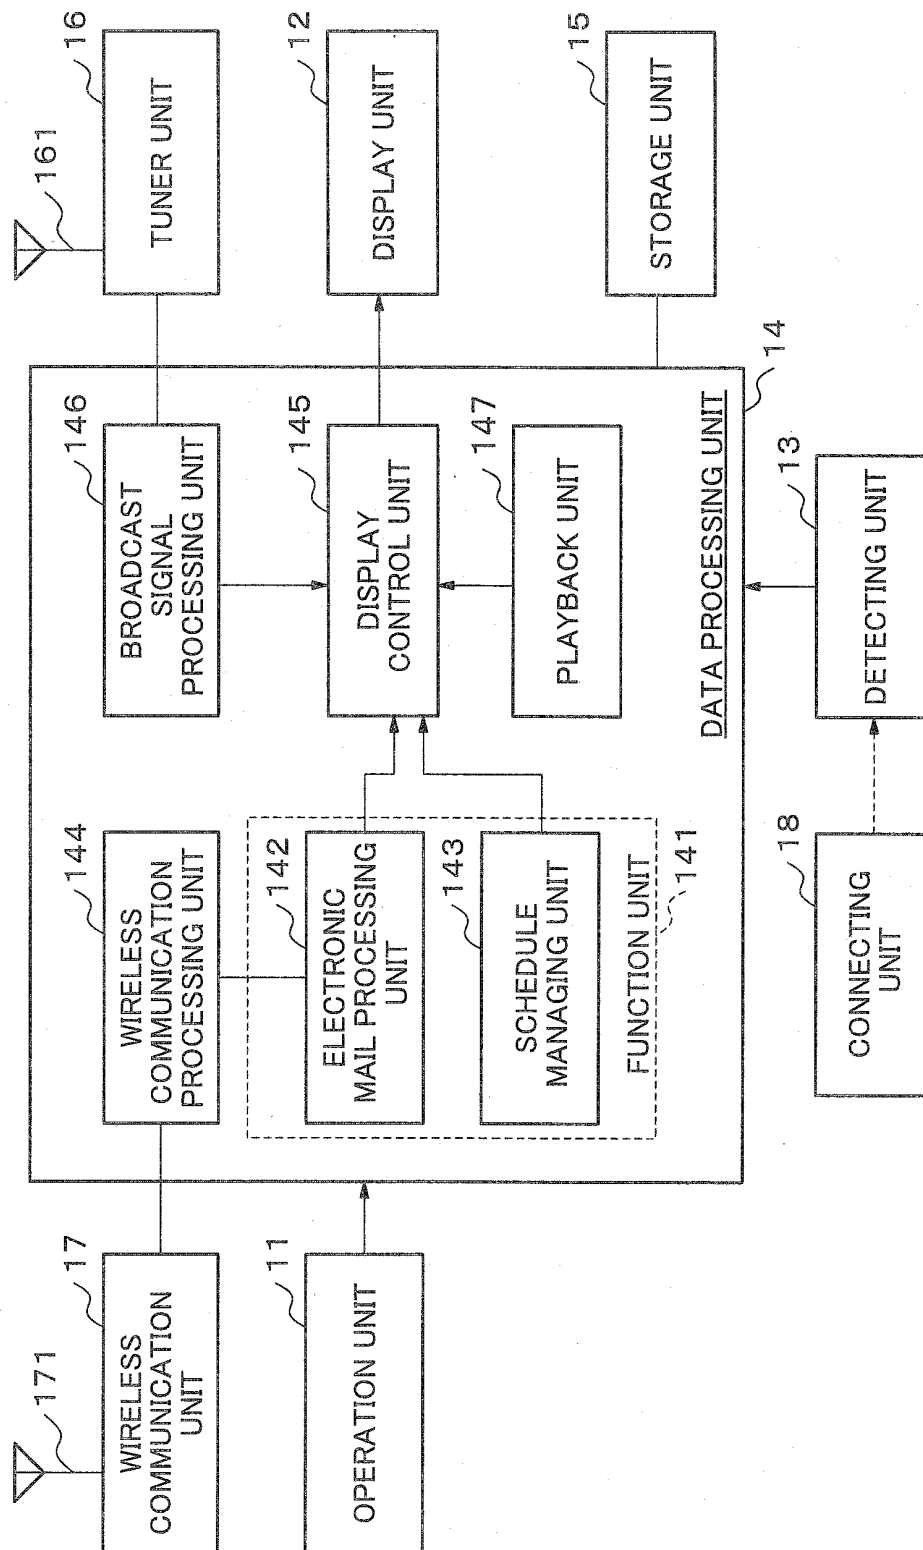 171
17
WIRELESS
COMMUNICATION
UNIT
11
OPERATION UNIT
144
WIRELESS
COMMUNICATION
PROCESSING UNIT
142
ELECTRONIC
MAIL PROCESSING
UNIT
143
SCHEDULE
MANAGING UNIT
FUNCTION UNIT
141
146
BROADCAST
SIGNAL
PROCESSING UNIT
145
DISPLAY
CONTROL UNIT
147
PLAYBACK UNIT
DATA PROCESSING UNIT
14
161
16
TUNER UNIT
12
DISPLAY UNIT
15
STORAGE UNIT
18
CONNECTING
UNIT
13
DETECTING UNIT